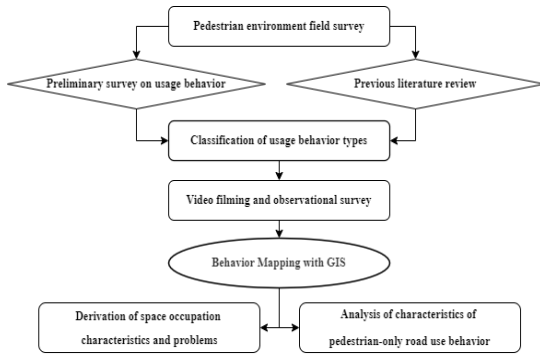 Pedestrian environment field survey
Preliminary survey on usage behavior
Previous literature review
Classification of usage behavior types
Video filming and observational survey
Behavior Mapping with GIS
Derivation of space occupation
characteristics and problems
Analysis of characteristics of
pedestrian-only road use behavior